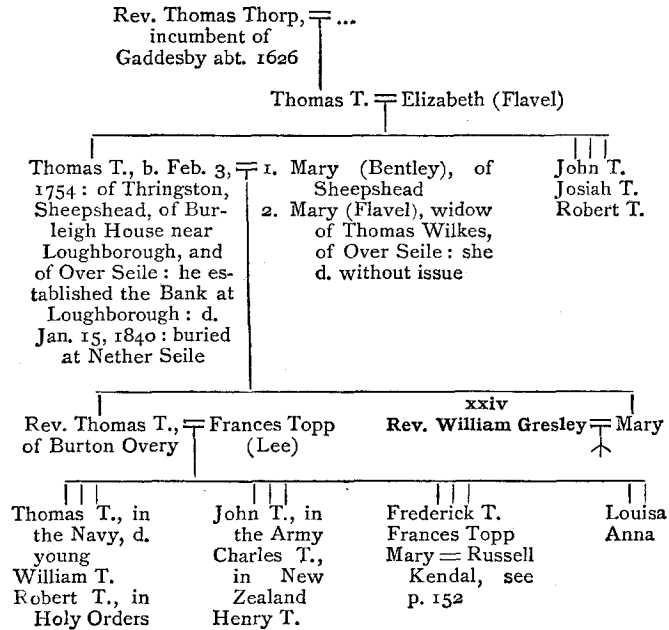 Rev. Thomas Thorp, = ...
incumbent of
Gaddesby abt. 1626
Thomas T. = Elizabeth (Flavel)
Thomas T., b. Feb. 3, =
1754 : of Thringston,
Sheepshead, of Bur-
leigh House near
Loughborough, and
of Over Seile : he es-
tablished the Bank at
Loughborough : d.
Jan. 15, 1840 : buried
at Nether Seile
1. Mary (Bentley), of
Sheepshead
2. Mary (Flavel), widow
of Thomas Wilkes,
of Over Seile : she
d. without issue
John T.
Josiah T.
Robert T.
Rev. Thomas T., = Frances Topp
of Burton Overy (Lee)
xxiv
Rev. William Gresley = Mary
Thomas T., in
the Navy, d.
young
William T.
Robert T., in
Holy Orders
John T., in
the Army
Charles T.,
in New
Zealand
Henry T.
Frederick T.
Frances Topp
Mary = Russell
Kendal, see
p. 152
Louisa
Anna